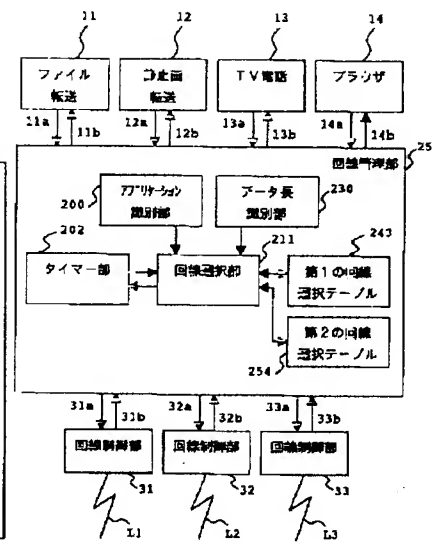 11
12
13
14
ファイル
転送
静止画
転送
TV電話
ブラウザ
11a
11b
12a
12b
13a
13b
14a
14b
25
回線管理部
アプリケーション
識別部
200
データ長
識別部
230
202
タイマー部
211
回線選択部
243
第1の回線
選択テーブル
第2の回線
選択テーブル
254
31a
31b
32a
32b
33a
33b
回線制御部
回線制御部
回線制御部
31
32
33
L1
L2
L3